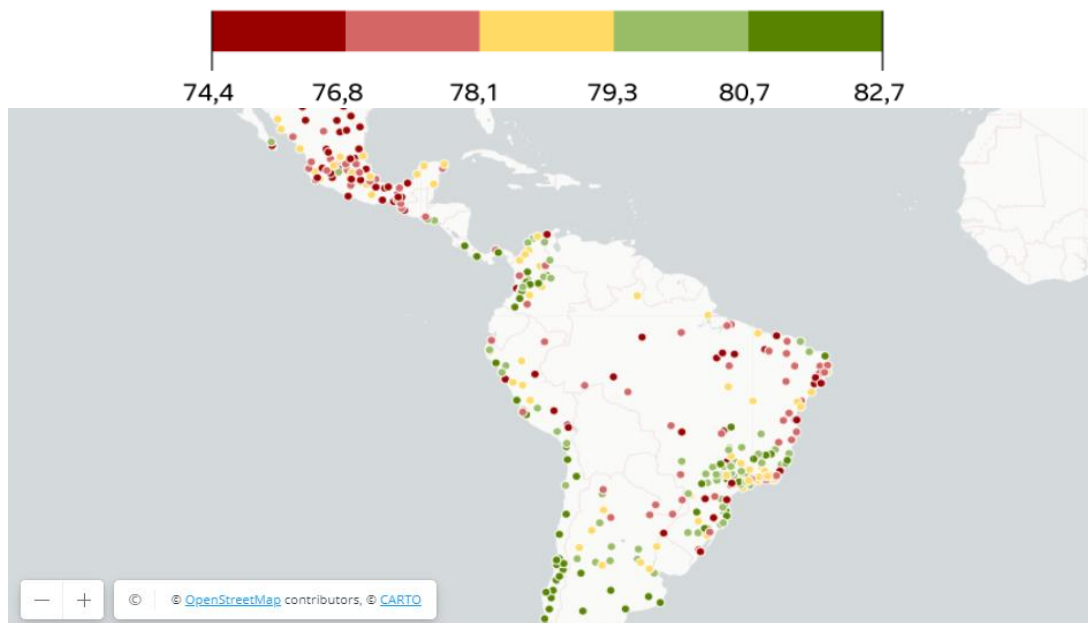 74,4 76,8 78,1 79,3 80,7 82,7
— + © © OpenStreetMap contributors, © CARTO